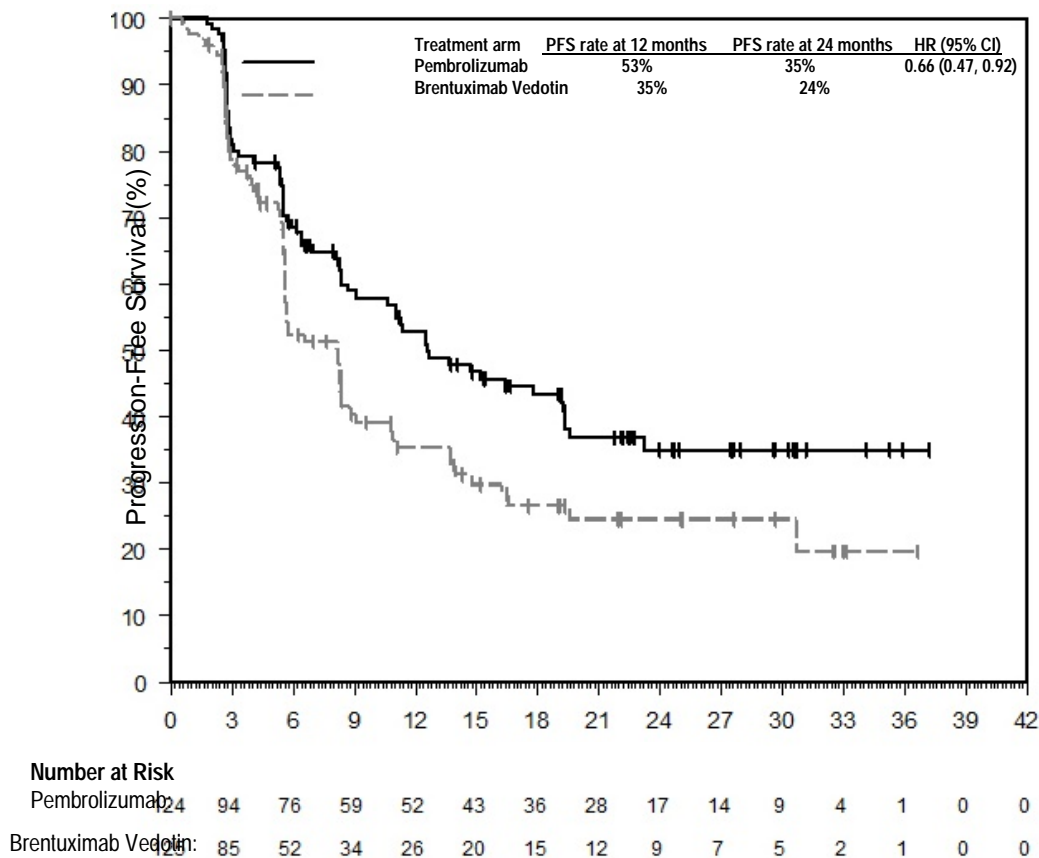 Treatment arm PFS rate at 12 months PFS rate at 24 months HR (95% CI)
Pembrolizumab 53% 35% 0.66 (0.47, 0.92)
Brentuximab Vedotin 35% 24%
Progression-Free Survival (%)
100
90
80
70
60
50
40
30
20
10
0
0 3 6 9 12 15 18 21 24 27 30 33 36 39 42
Number at Risk
Pembrolizumab: 124 94 76 59 52 43 36 28 17 14 9 4 1 0 0
Brentuximab Vedotin: 125 85 52 34 26 20 15 12 9 7 5 2 1 0 0